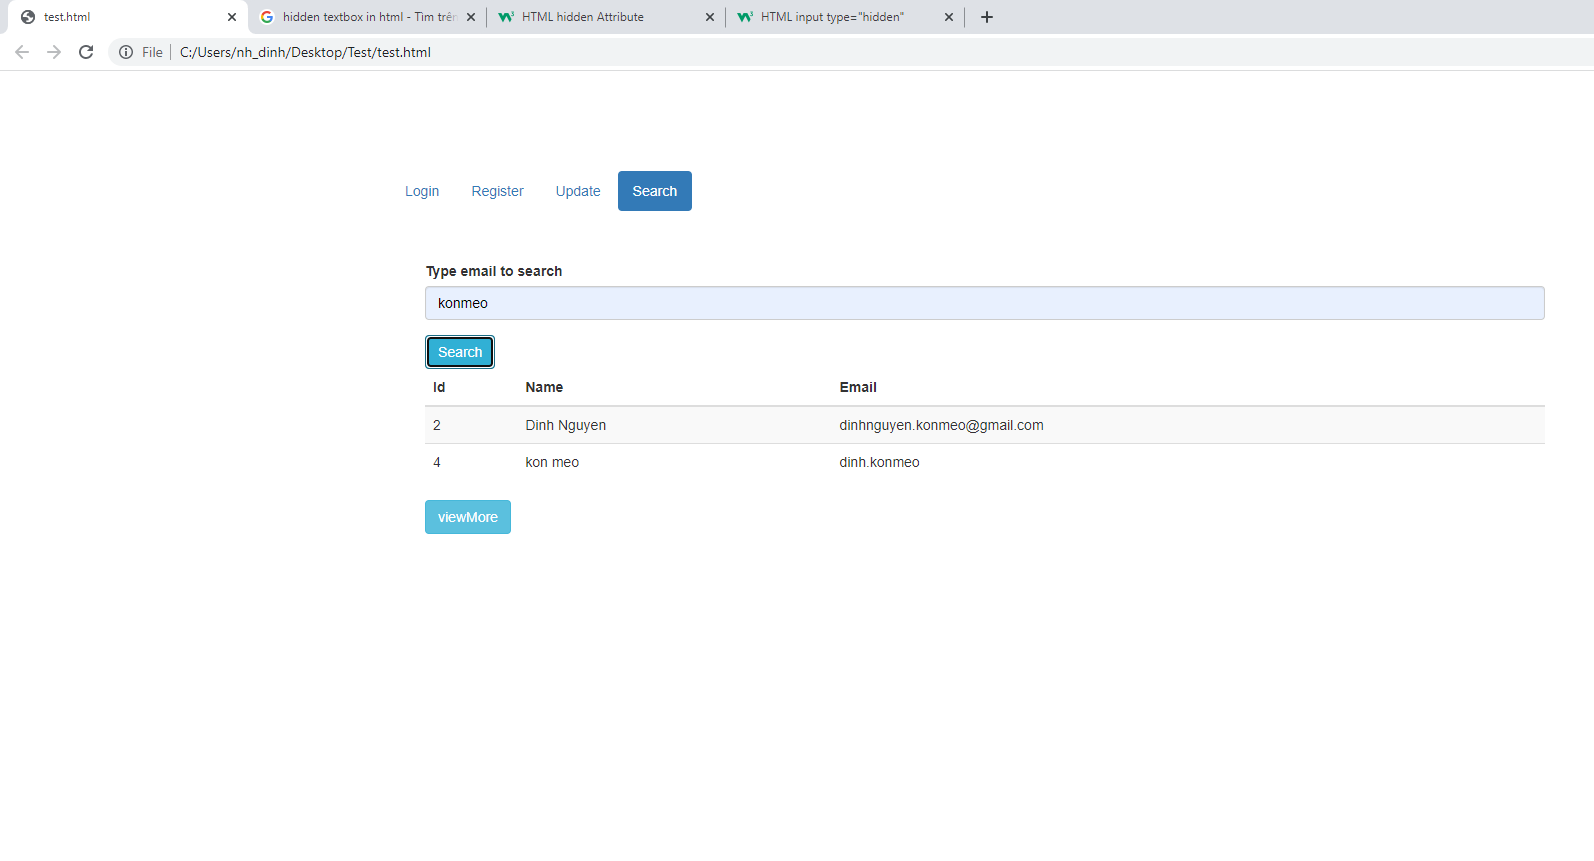 test.html
hidden textbox in html - Tìm trên
HTML hidden Attribute
HTML input type="hidden"
File
C:/Users/nh_dinh/Desktop/Test/test.html
Login Register Update Search
Type email to search
konmeo
Search
Id Name Email
2 Dinh Nguyen dinhnguyen.konmeo@gmail.com
4 kon meo dinh.konmeo
viewMore